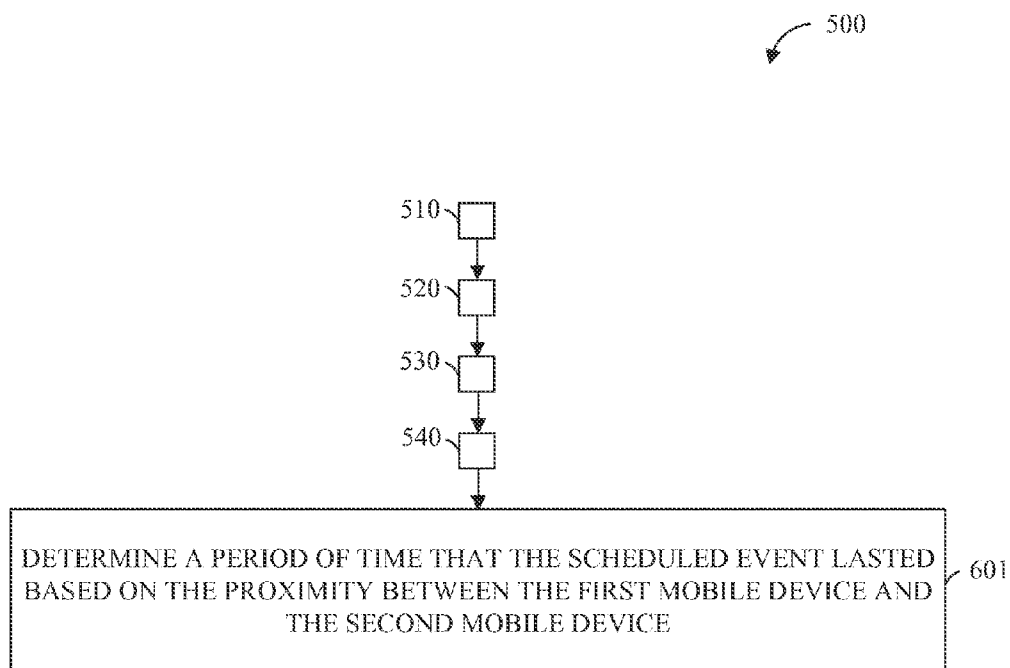 500
510
520
530
540
DETERMINE A PERIOD OF TIME THAT THE SCHEDULED EVENT LASTED
BASED ON THE PROXIMITY BETWEEN THE FIRST MOBILE DEVICE AND
THE SECOND MOBILE DEVICE
601